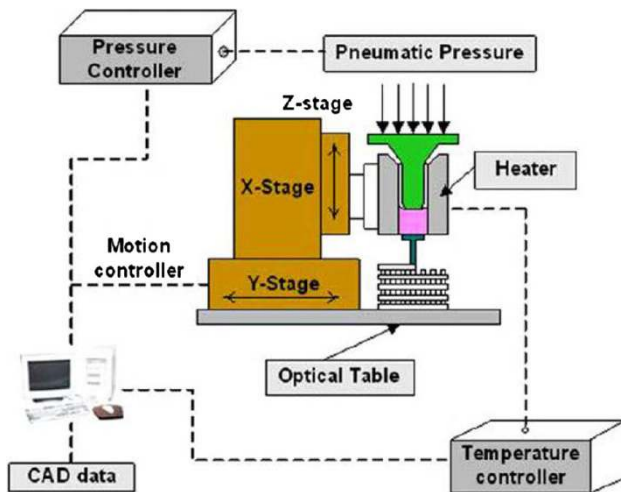 Pressure
Controller
Pneumatic Pressure
Z-stage
X-Stage
Heater
Motion
controller
Y-Stage
Optical Table
CAD data
Temperature
controller